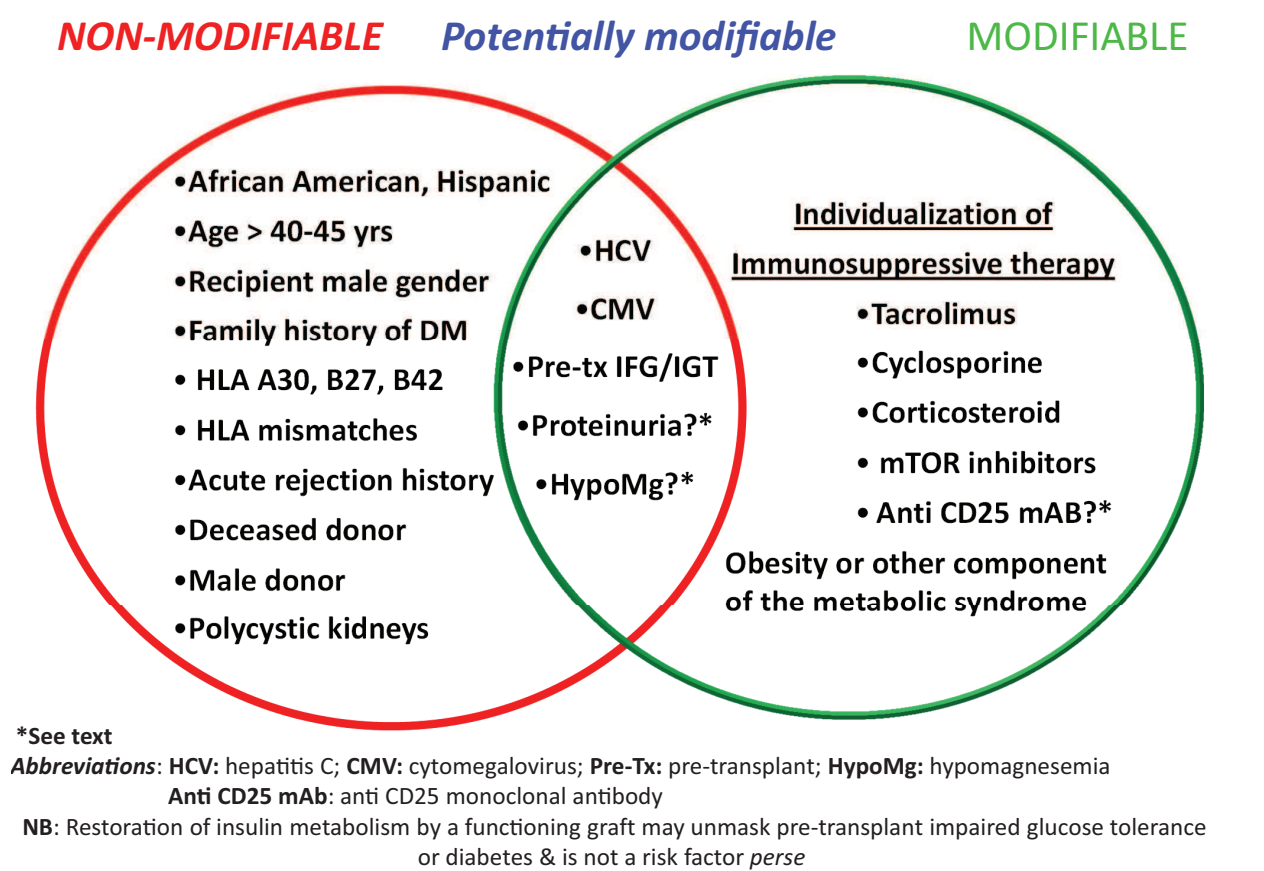 NON-MODIFIABLE
Potentially modifiable
MODIFIABLE
•African American, Hispanic
•Age > 40-45 yrs
•Recipient male gender
•Family history of DM
• HLA A30, B27, B42
• HLA mismatches
•Acute rejection history
•Deceased donor
•Male donor
•Polycystic kidneys
•HCV
•CMV
•Pre-tx IFG/IGT
•Proteinuria?*
•HypoMg?*
Individualization of
Immunosuppressive therapy
•Tacrolimus
•Cyclosporine
•Corticosteroid
• mTOR inhibitors
• Anti CD25 mAB?*
Obesity or other component
of the metabolic syndrome
*See text
Abbreviations: HCV: hepatitis C; CMV: cytomegalovirus; Pre-Tx: pre-transplant; HypoMg: hypomagnesemia
Anti CD25 mAb: anti CD25 monoclonal antibody
NB: Restoration of insulin metabolism by a functioning graft may unmask pre-transplant impaired glucose tolerance
or diabetes & is not a risk factor perse